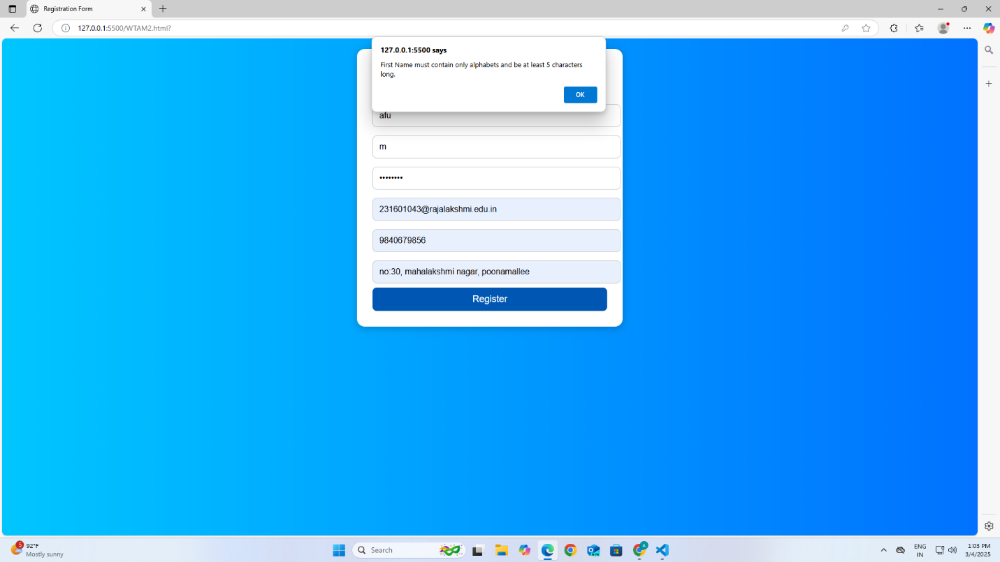 Registration Form
127.0.0.1:5500/WTAM2.html?
127.0.0.1:5500 says
First Name must contain only alphabets and be at least 5 characters
long.
OK
afu
m
••••••••
231601043@rajalakshmi.edu.in
9840679856
no:30, mahalakshmi nagar, poonamallee
Register
5
92°F
Mostly sunny
Search
NEW
A
ENG
IN
1:03 PM
3/4/2025